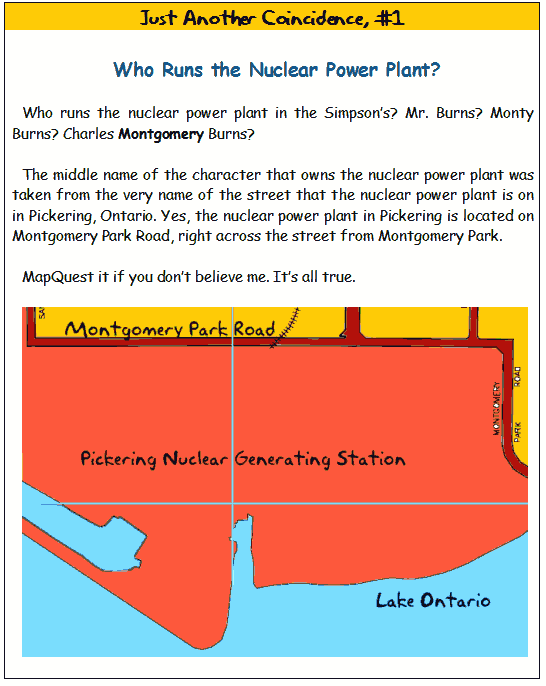 Just Another Coincidence, #1
Who Runs the Nuclear Power Plant?
Who runs the nuclear power plant in the Simpson's? Mr. Burns? Monty
Burns? Charles Montgomery Burns?
The middle name of the character that owns the nuclear power plant was
taken from the very name of the street that the nuclear power plant is on
in Pickering, Ontario. Yes, the nuclear power plant in Pickering is located on
Montgomery Park Road, right across the street from Montgomery Park.
MapQuest it if you don't believe me. It's all true.
Montgomery Park Road
MONTGOMERY
PARK ROAD
Pickering Nuclear Generating Station
Lake Ontario